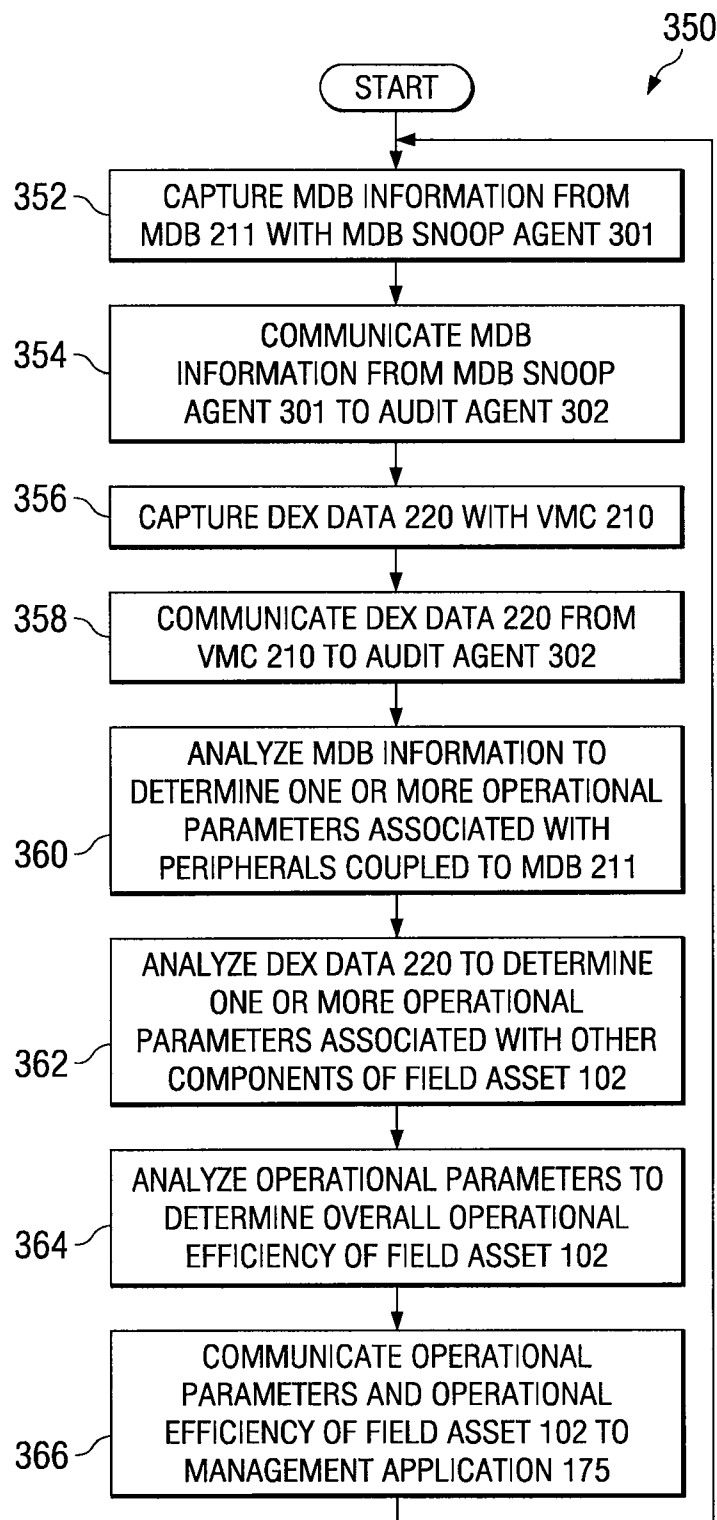 350
START
352
CAPTURE MDB INFORMATION FROM
MDB 211 WITH MDB SNOOP AGENT 301
354
COMMUNICATE MDB
INFORMATION FROM MDB SNOOP
AGENT 301 TO AUDIT AGENT 302
356
CAPTURE DEX DATA 220 WITH VMC 210
358
COMMUNICATE DEX DATA 220 FROM
VMC 210 TO AUDIT AGENT 302
360
ANALYZE MDB INFORMATION TO
DETERMINE ONE OR MORE OPERATIONAL
PARAMETERS ASSOCIATED WITH
PERIPHERALS COUPLED TO MDB 211
362
ANALYZE DEX DATA 220 TO DETERMINE
ONE OR MORE OPERATIONAL
PARAMETERS ASSOCIATED WITH OTHER
COMPONENTS OF FIELD ASSET 102
364
ANALYZE OPERATIONAL PARAMETERS TO
DETERMINE OVERALL OPERATIONAL
EFFICIENCY OF FIELD ASSET 102
366
COMMUNICATE OPERATIONAL
PARAMETERS AND OPERATIONAL
EFFICIENCY OF FIELD ASSET 102 TO
MANAGEMENT APPLICATION 175